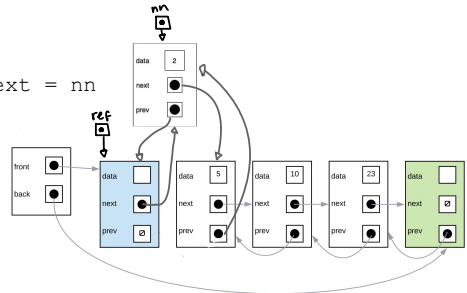 nn
data 2
next
prev
ext = nn
ref
front
back
data
next
prev Ø
data 5
next
prev
data 10
next
prev
data 23
next
prev
data
next Ø
prev